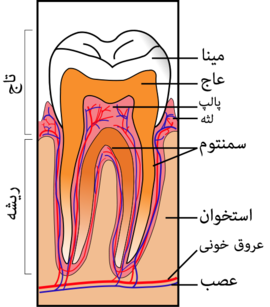 مینا
عاج
پالپ
لثه
سمنتوم
استخوان
عروق خونی
عصب
تاج
ریشه